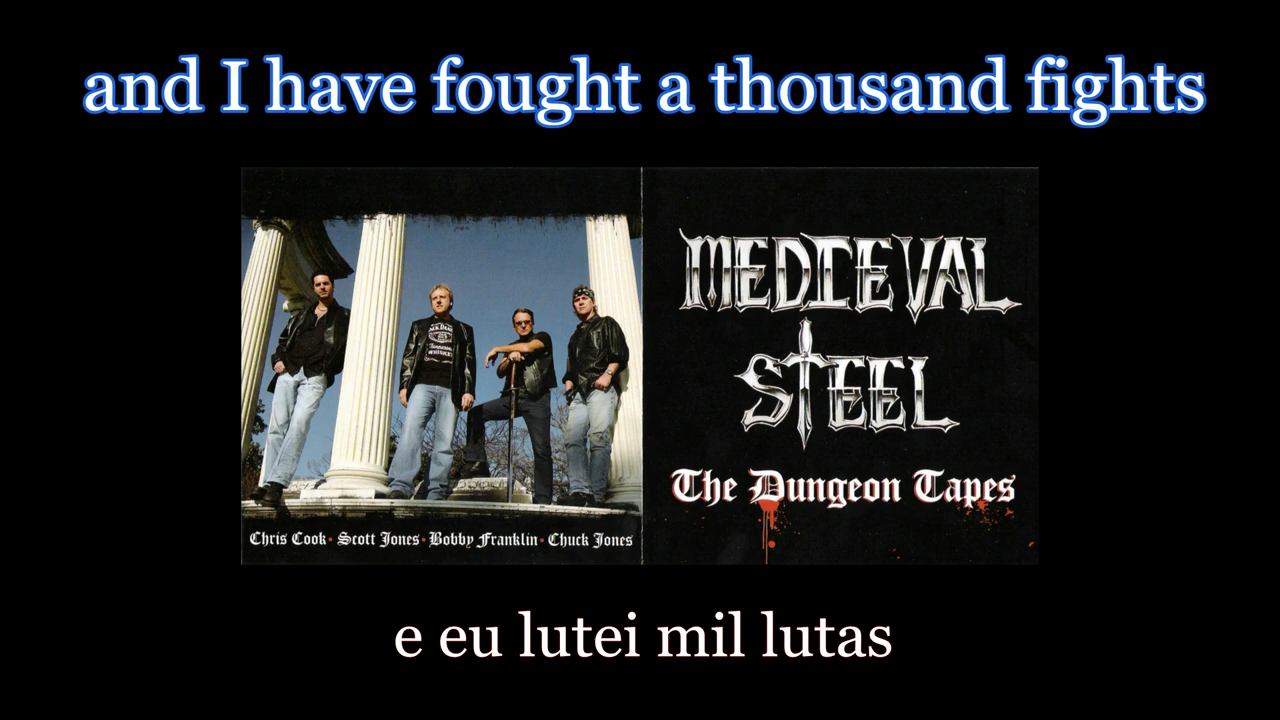 and I have fought a thousand fights
MEDIEVAL
STEEL
The Dungeon Tapes
Chris Cook • Scott Jones • Bobby Franklin • Chuck Jones
e eu lutei mil lutas